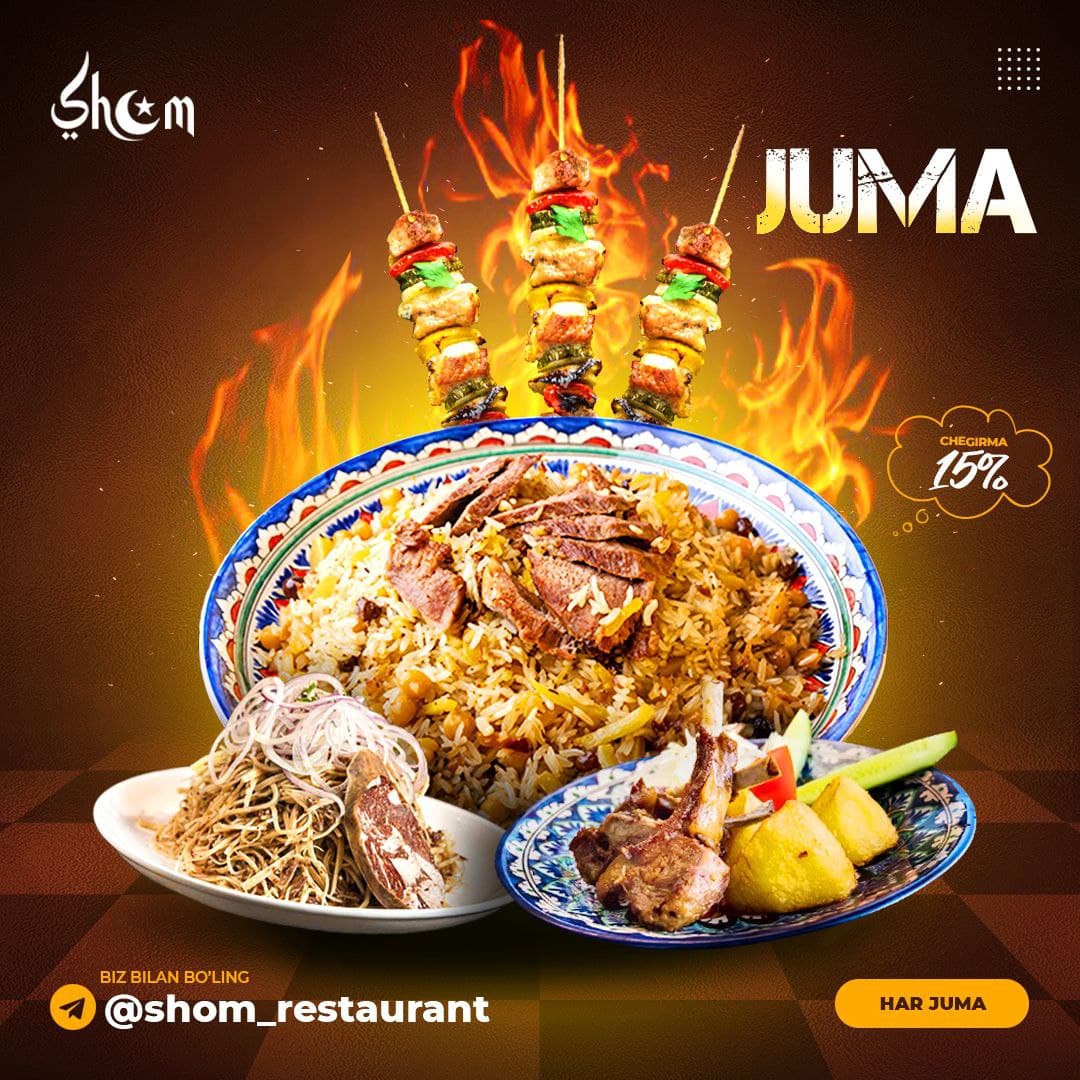 Shom
JUMA
CHEGIRMA
15%
BIZ BILAN BO'LING
@shom_restaurant
HAR JUMA